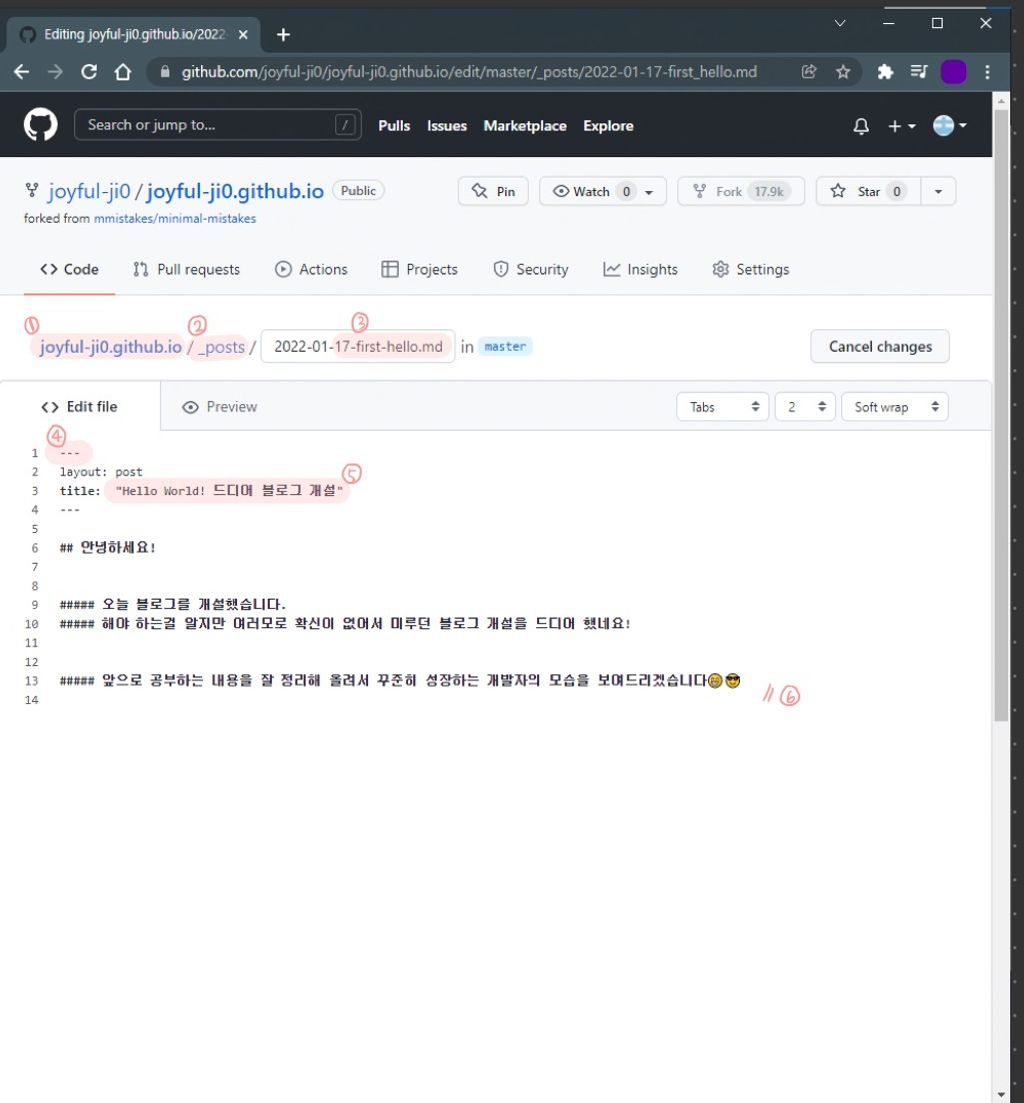 Editing joyful-ji0.github.io/2022-
github.com/joyful-ji0/joyful-ji0.github.io/edit/master/_posts/2022-01-17-first_hello.md
Search or jump to... / Pulls Issues Marketplace Explore
joyful-ji0 / joyful-ji0.github.io Public Pin Watch 0 Fork 17.9k Star 0
forked from mmistakes/minimal-mistakes
Code Pull requests Actions Projects Security Insights Settings
① ② ③
joyful-ji0.github.io / _posts / 2022-01-17-first-hello.md in master Cancel changes
Edit file Preview Tabs 2 Soft wrap
④
1 ---
2 layout: post
⑤
3 title: "Hello World! 드디여 블로그 개설"
4 ---
5
6 ## 안녕하세요!
7
8
9 ##### 오늘 블로그를 개설했습니다.
10 ##### 해야 하는걸 알지만 여러모로 확신이 없어서 미루던 블로그 개설을 드디어 했네요!
11
12
13 ##### 앞으로 공부하는 내용을 잘 정리해 올려서 꾸준히 성장하는 개발자의 모습을 보여드리겠습니다😁😎
// ⑥
14